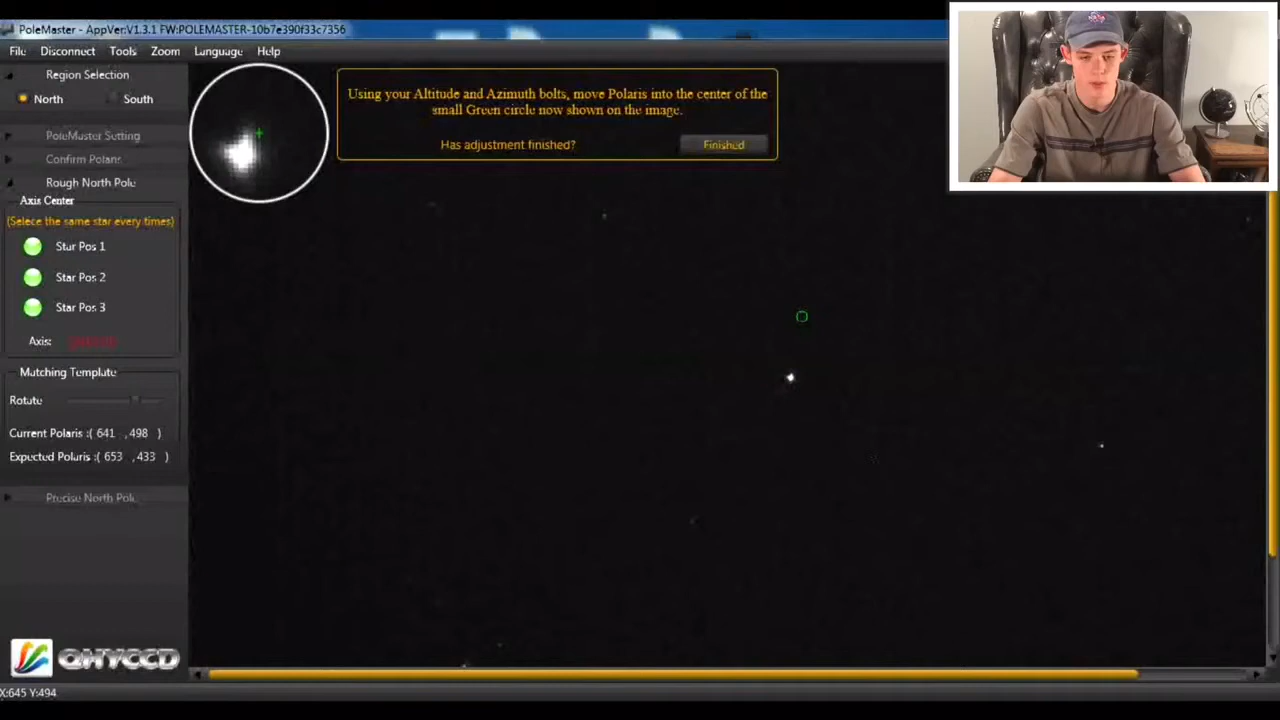 PoleMaster - AppVer:V1.3.1 FW:POLEMASTER-10b7e390f33c7356
File Disconnect Tools Zoom Language Help
Region Selection
North South
PoleMaster Setting
Confirm Polaris
Rough North Pole
Axis Center
(Selece the same star every times)
Star Pos 1
Star Pos 2
Star Pos 3
Axis:
Matching Template
Rotate
Current Polaris :( 641 ,498 )
Expected Polaris :( 653 ,433 )
Precise North Pole
QHYCCD
X:645 Y:494
Using your Altitude and Azimuth bolts, move Polaris into the center of the
small Green circle now shown on the image.
Has adjustment finished? Finished